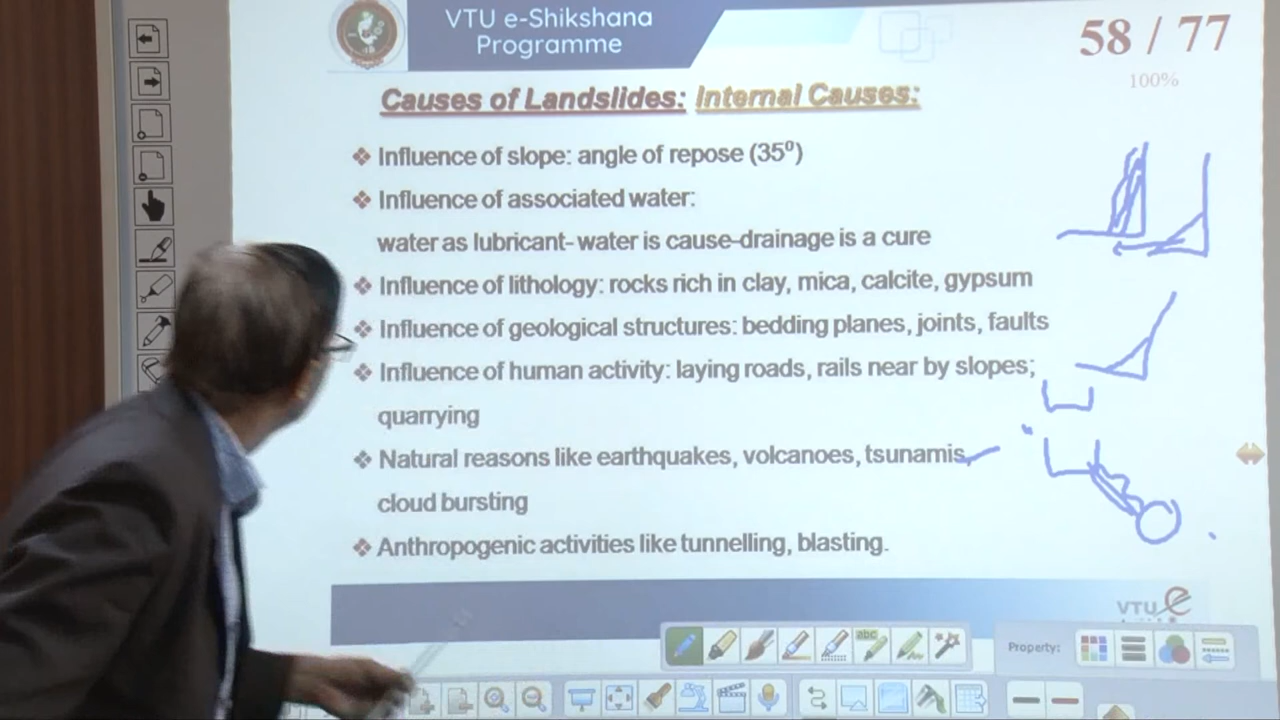 VTU e-Shikshana
Programme
58 / 77
100%
Causes of Landslides: Internal Causes:
❖ Influence of slope: angle of repose (35⁰)
❖ Influence of associated water:
water as lubricant- water is cause-drainage is a cure
❖ Influence of lithology: rocks rich in clay, mica, calcite, gypsum
❖ Influence of geological structures: bedding planes, joints, faults
❖ Influence of human activity: laying roads, rails near by slopes;
quarrying
❖ Natural reasons like earthquakes, volcanoes, tsunamis,
cloud bursting
❖ Anthropogenic activities like tunnelling, blasting.
VTU e
abc
Property: